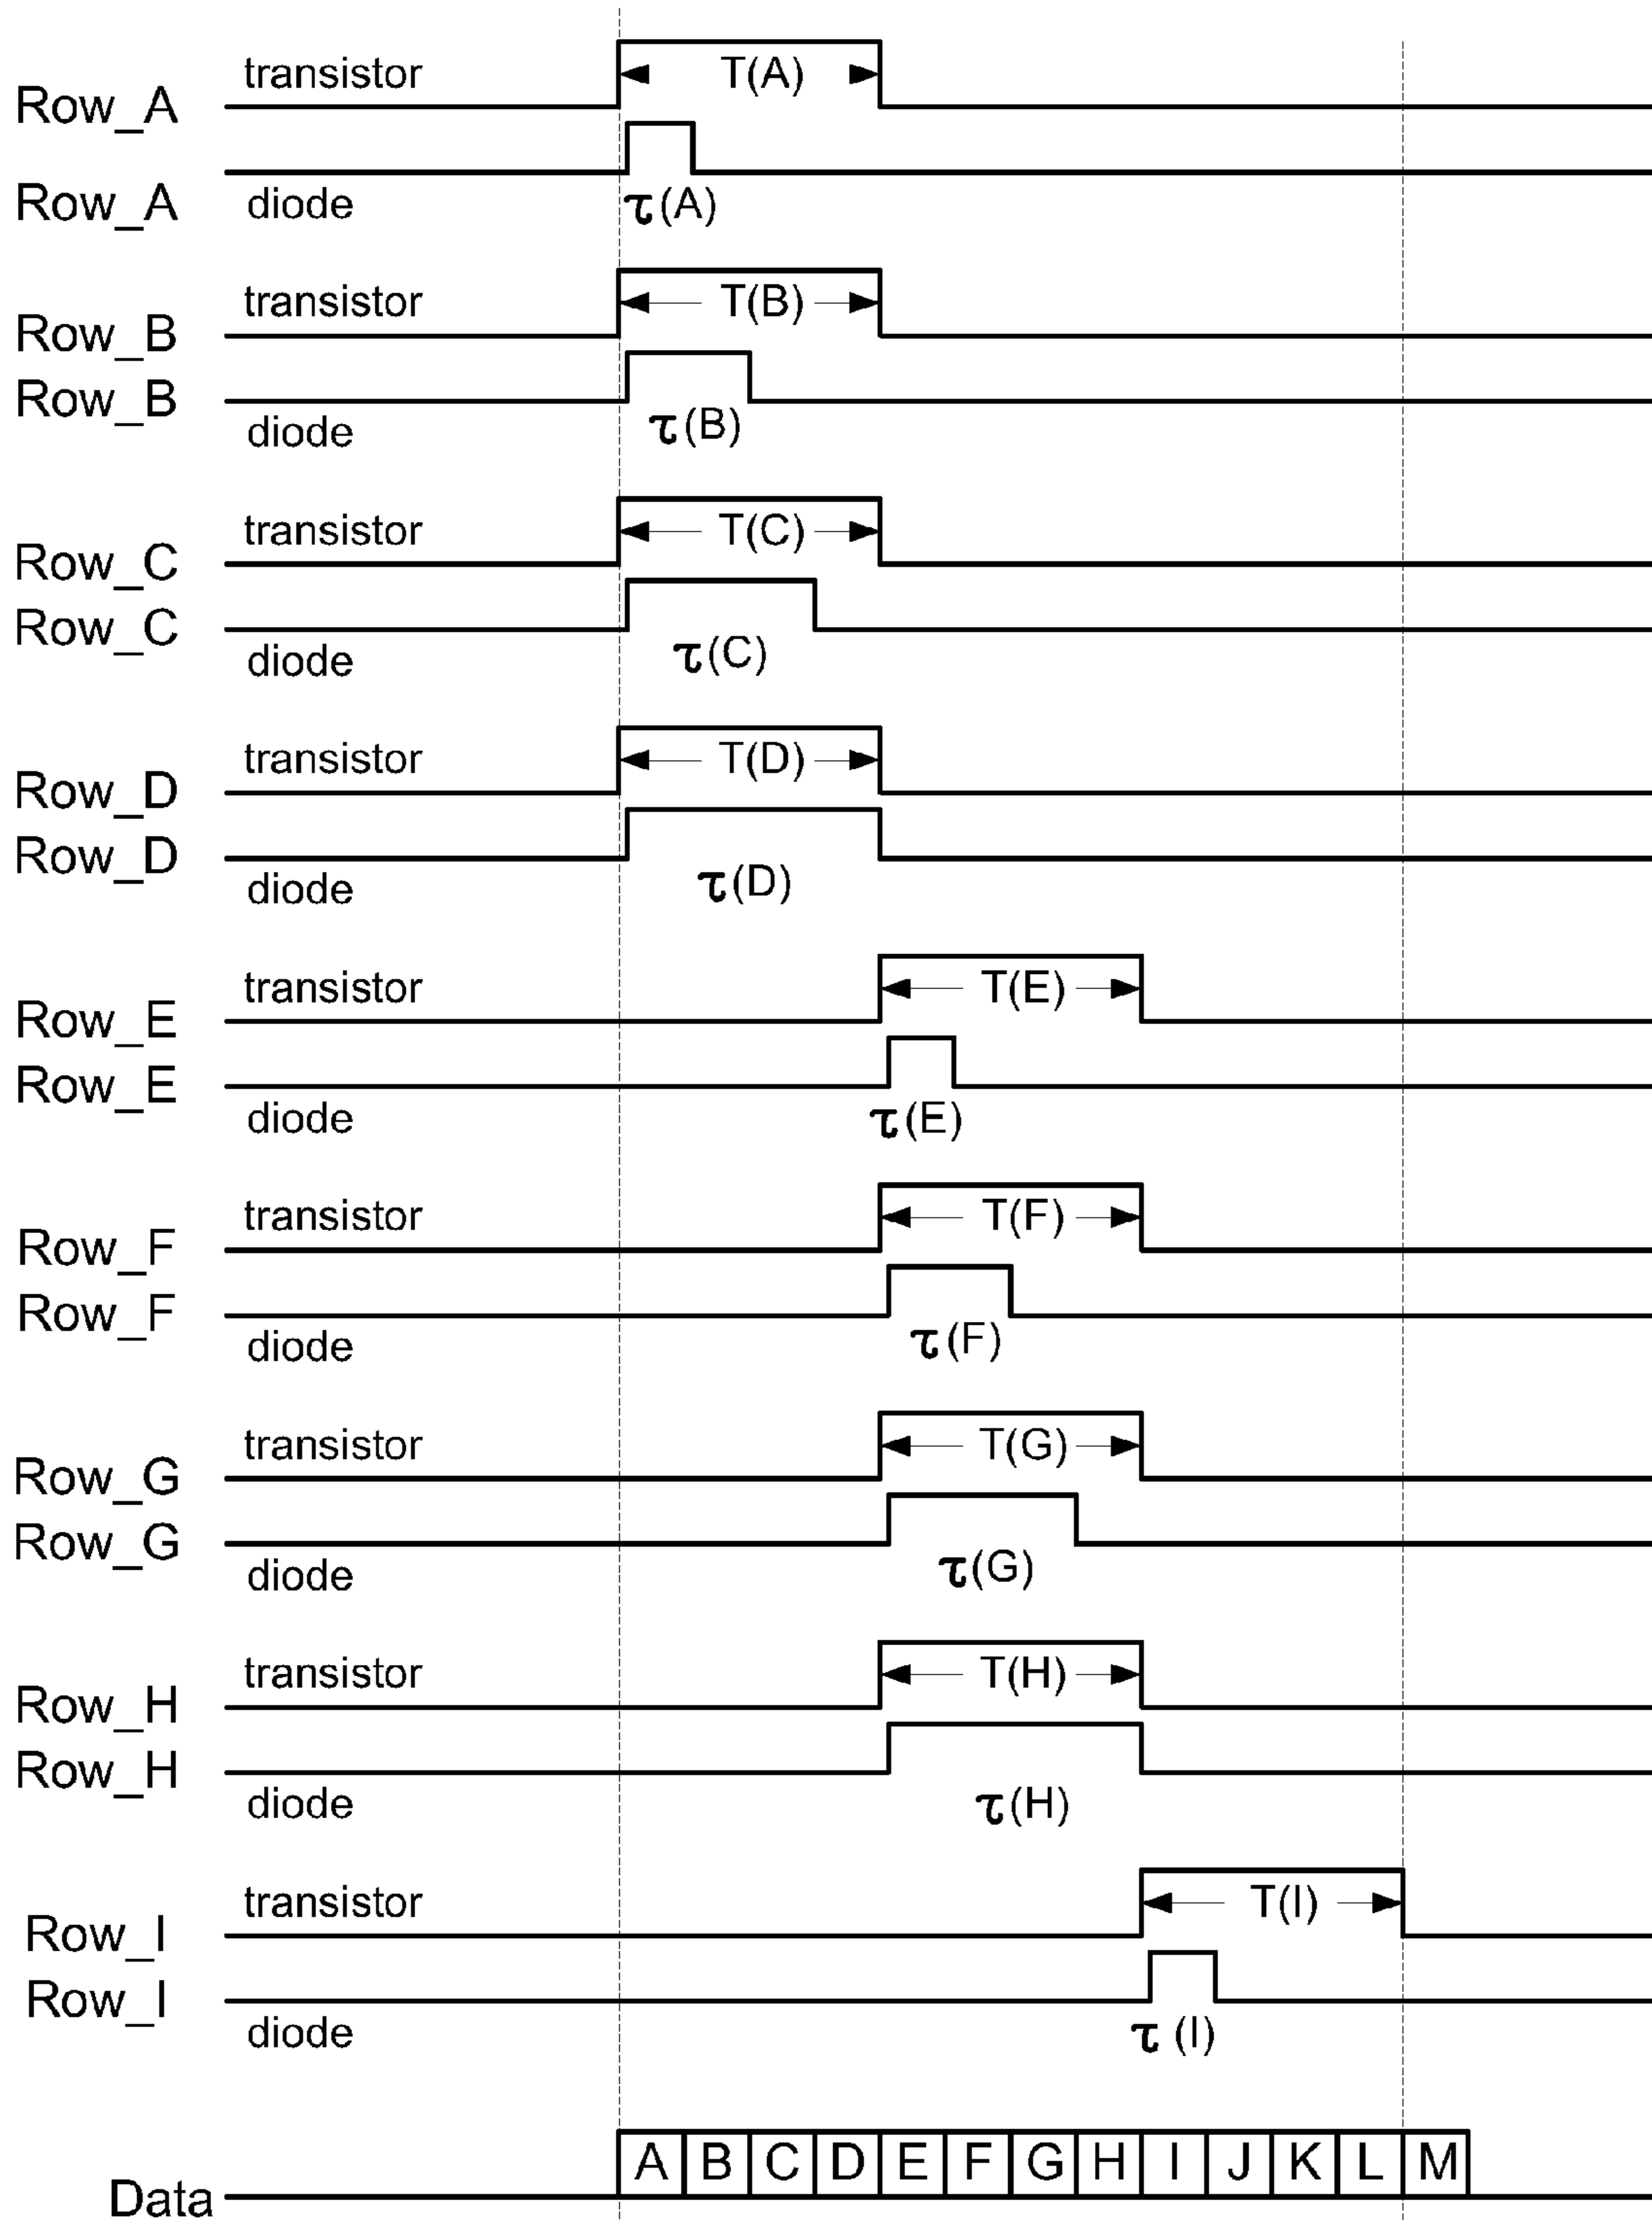 transistor T(A)
Row_A
Row_A diode τ(A)
transistor T(B)
Row_B
Row_B
diode τ(B)
transistor T(C)
Row_C
Row_C
diode τ(C)
transistor T(D)
Row_D
Row_D
diode τ(D)
transistor T(E)
Row_E
Row_E
diode τ(E)
transistor T(F)
Row_F
Row_F
diode τ(F)
transistor T(G)
Row_G
Row_G
diode τ(G)
transistor T(H)
Row_H
Row_H
diode τ(H)
transistor T(I)
Row_I
Row_I
diode τ (I)
A B C D E F G H I J K L M
Data